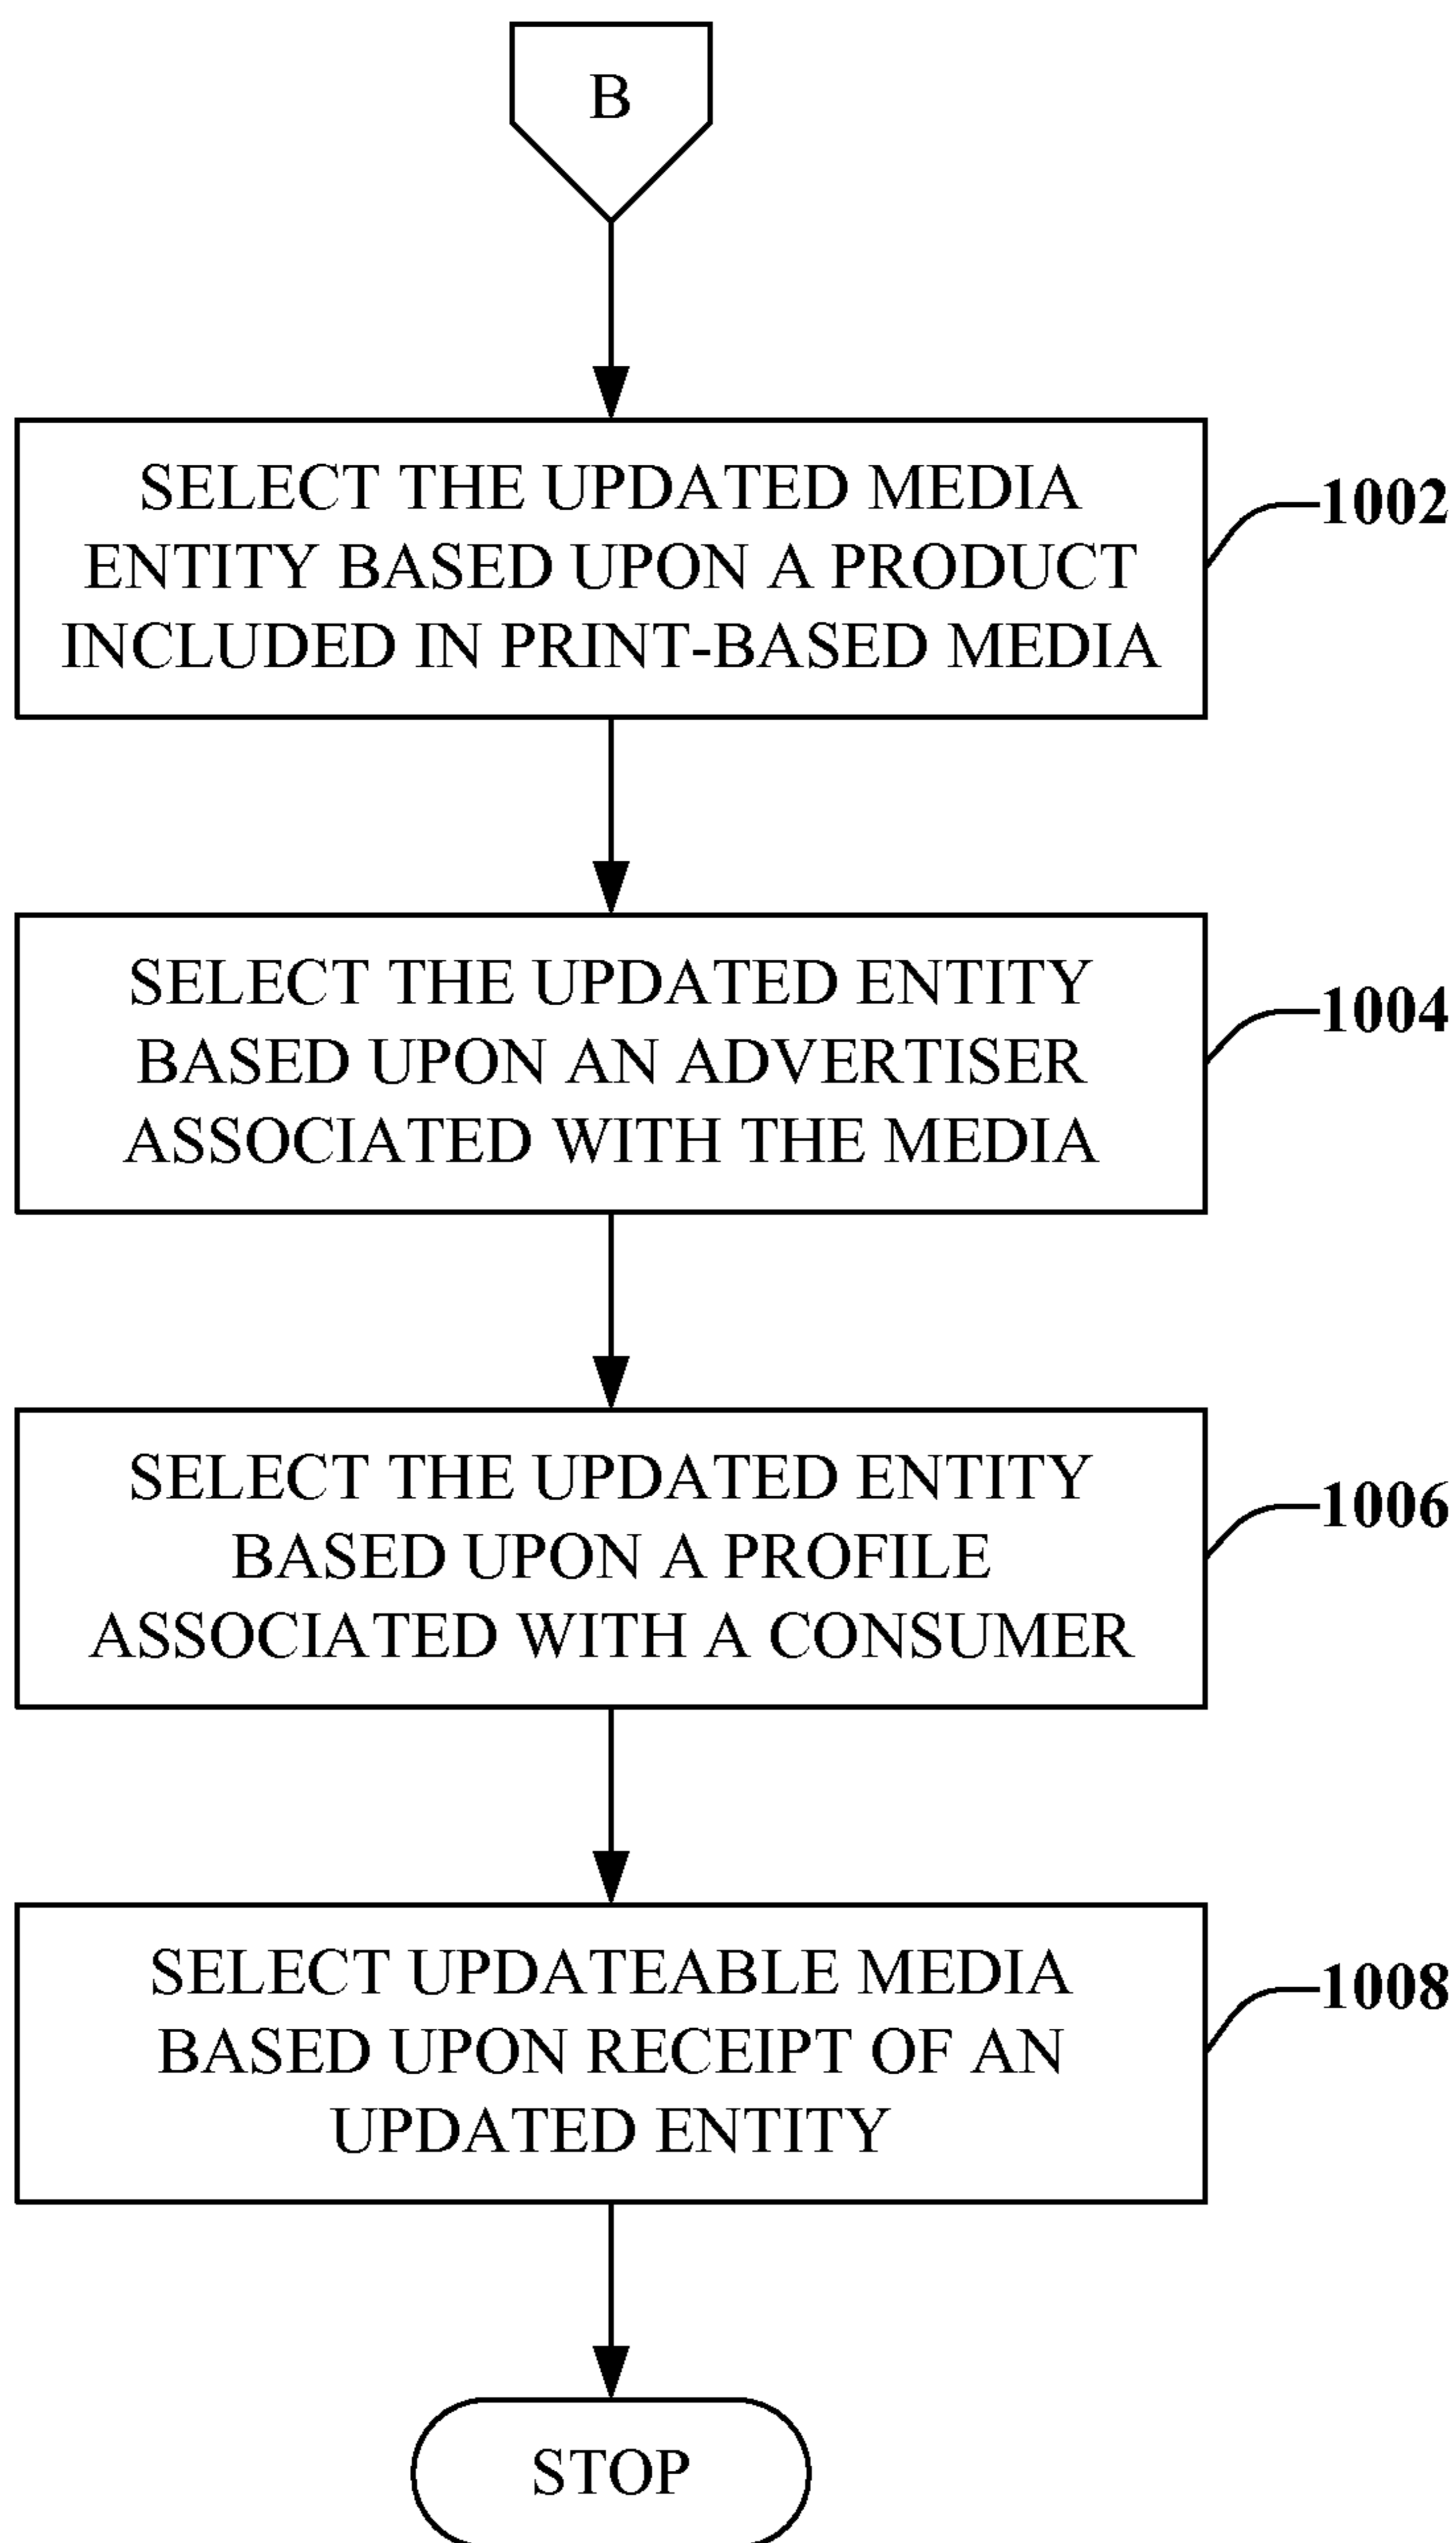 B
SELECT THE UPDATED MEDIA
ENTITY BASED UPON A PRODUCT
INCLUDED IN PRINT-BASED MEDIA
1002
SELECT THE UPDATED ENTITY
BASED UPON AN ADVERTISER
ASSOCIATED WITH THE MEDIA
1004
SELECT THE UPDATED ENTITY
BASED UPON A PROFILE
ASSOCIATED WITH A CONSUMER
1006
SELECT UPDATEABLE MEDIA
BASED UPON RECEIPT OF AN
UPDATED ENTITY
1008
STOP